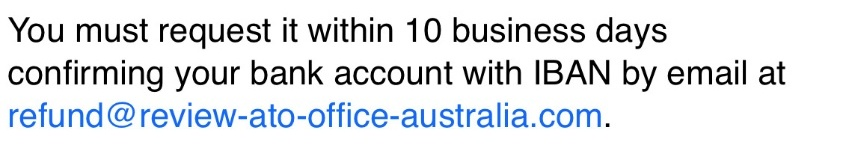 You must request it within 10 business days
confirming your bank account with IBAN by email at
refund@review-ato-office-australia.com.